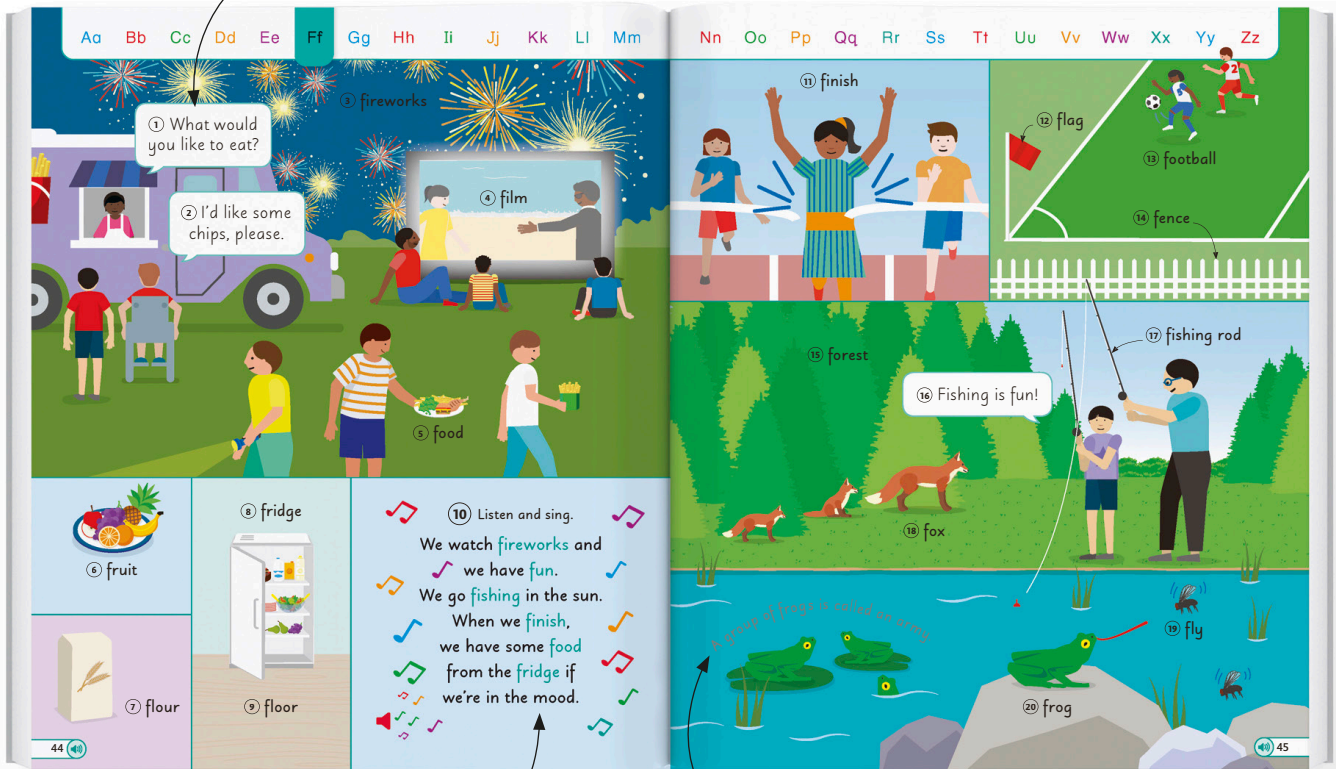 Aa Bb Cc Dd Ee Ff Gg Hh Ii Jj Kk Ll Mm
Nn Oo Pp Qq Rr Ss Tt Uu Vv Ww Xx Yy Zz
① What would
you like to eat?
② I'd like some
chips, please.
③ fireworks
④ film
⑤ food
⑥ fruit
⑦ flour
⑧ fridge
⑨ floor
⑩ Listen and sing.
We watch fireworks and
we have fun.
We go fishing in the sun.
When we finish,
we have some food
from the fridge if
we're in the mood.
44
⑪ finish
⑫ flag
5
2
⑬ football
⑭ fence
⑮ forest
⑯ Fishing is fun!
⑰ fishing rod
⑱ fox
A group of frogs is called an army.
⑲ fly
⑳ frog
45